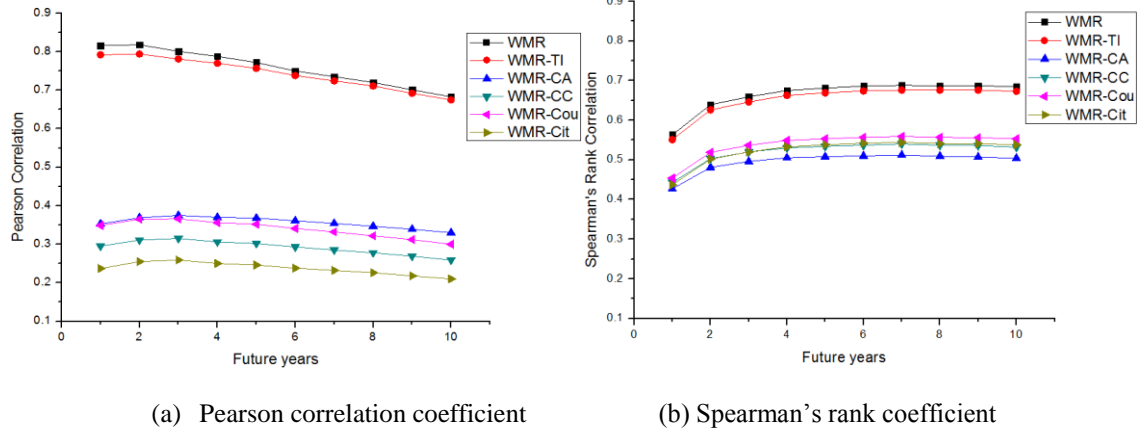 0.9
0.8
0.7
0.6
0.5
0.4
0.3
0.2
0.1
Pearson Correlation
0 2 4 6 8 10
Future years
WMR
WMR-TI
WMR-CA
WMR-CC
WMR-Cou
WMR-Cit
0.9
0.8
0.7
0.6
0.5
0.4
0.3
0.2
0.1
Spearman's Rank Correlation
0 2 4 6 8 10
Future years
WMR
WMR-TI
WMR-CA
WMR-CC
WMR-Cou
WMR-Cit
(a) Pearson correlation coefficient
(b) Spearman’s rank coefficient